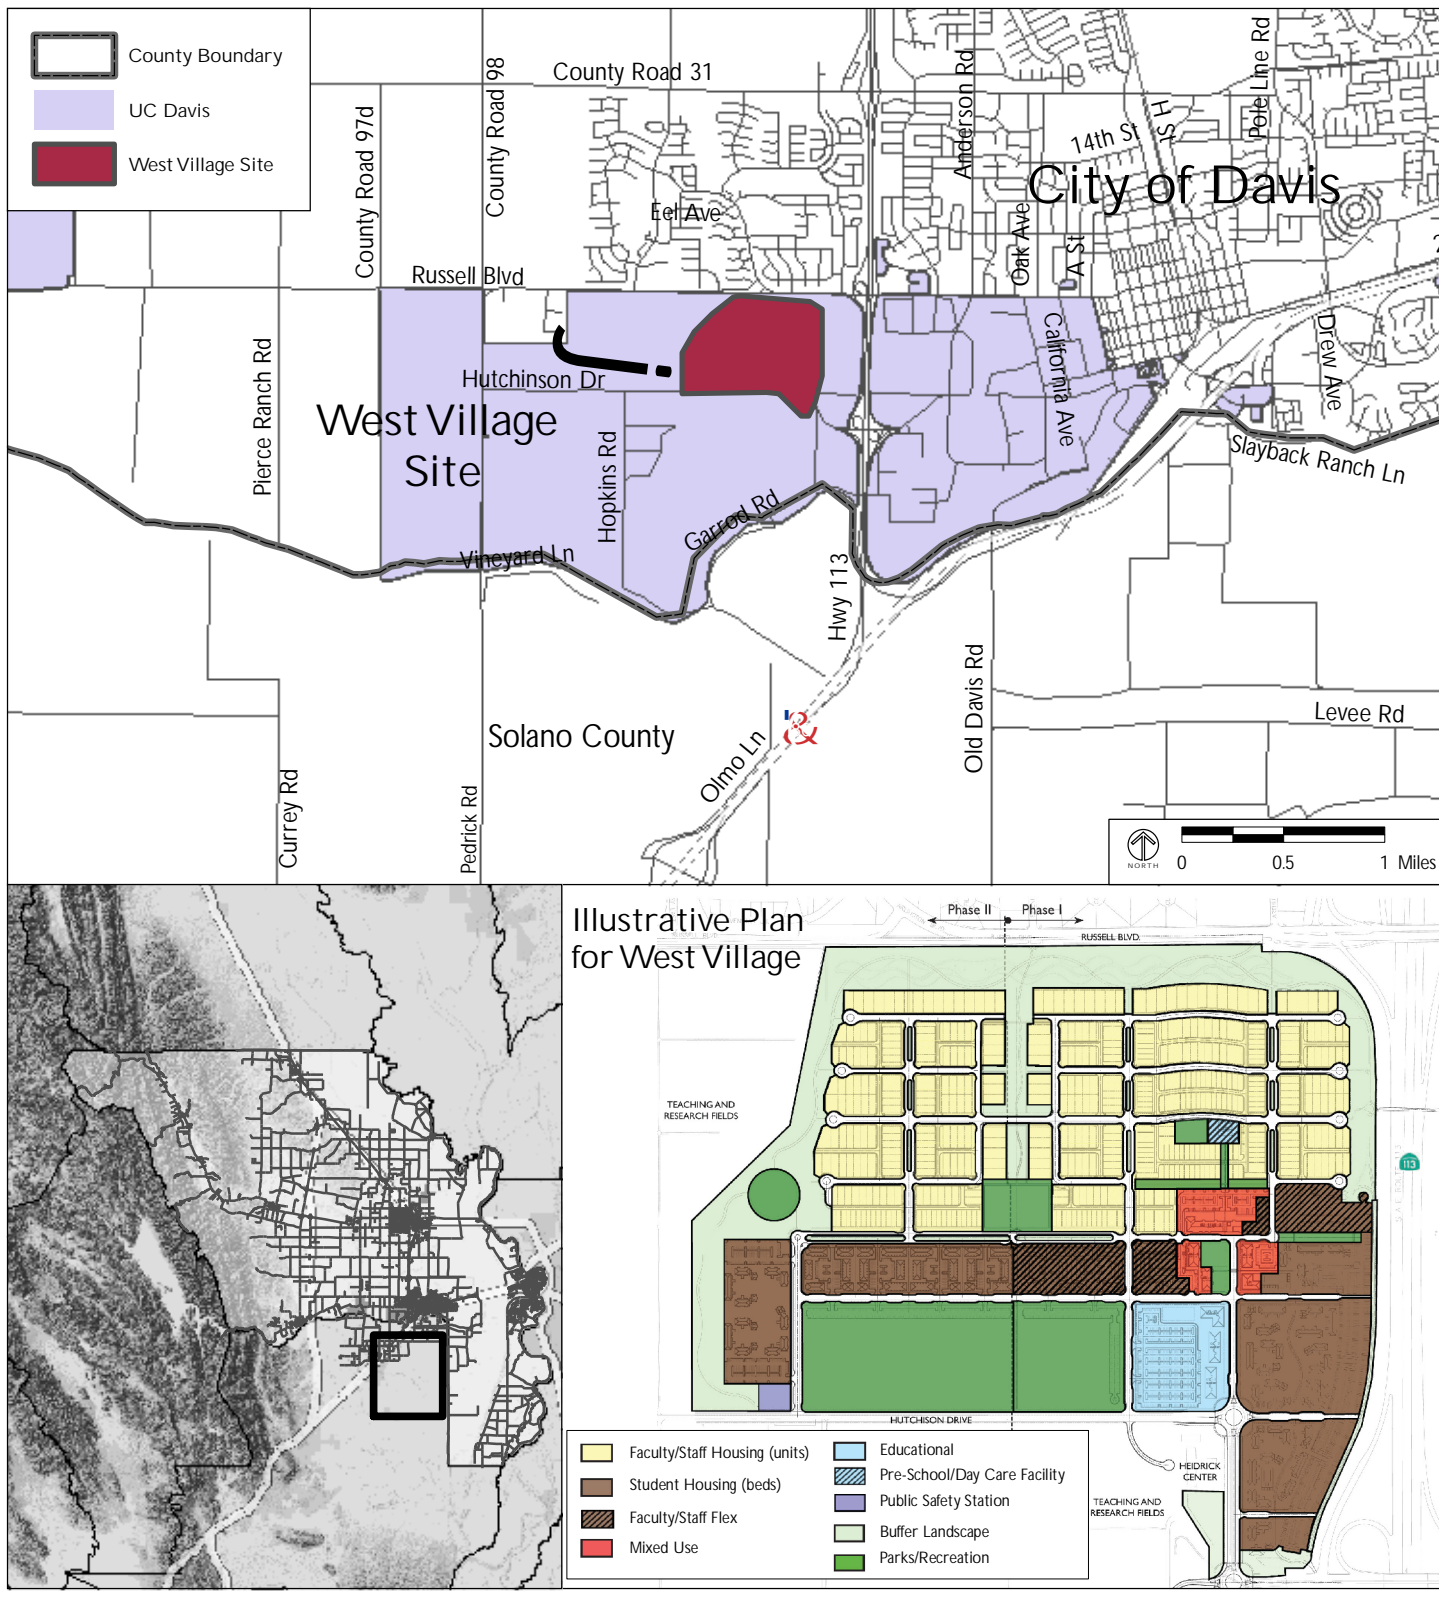 County Boundary
UC Davis
West Village Site
County Road 31
County Road 97d
County Road 98
Anderson Rd
14th St
H St
Pole Line Rd
City of Davis
Eel Ave
Oak Ave
A St
Russell Blvd
Pierce Ranch Rd
Hutchinson Dr
California Ave
Drew Ave
West Village
Site
Hopkins Rd
Garrod Rd
Slayback Ranch Ln
Vineyard Ln
Hwy 113
Old Davis Rd
Levee Rd
Solano County
Olmo Ln
&
Currey Rd
Pedrick Rd
NORTH
0 0.5 1 Miles
Illustrative Plan
for West Village
Phase II Phase I
RUSSELL BLVD.
TEACHING AND
RESEARCH FIELDS
113
HUTCHISON DRIVE
HEIDRICK
CENTER
TEACHING AND
RESEARCH FIELDS
Faculty/Staff Housing (units)
Student Housing (beds)
Faculty/Staff Flex
Mixed Use
Educational
Pre-School/Day Care Facility
Public Safety Station
Buffer Landscape
Parks/Recreation